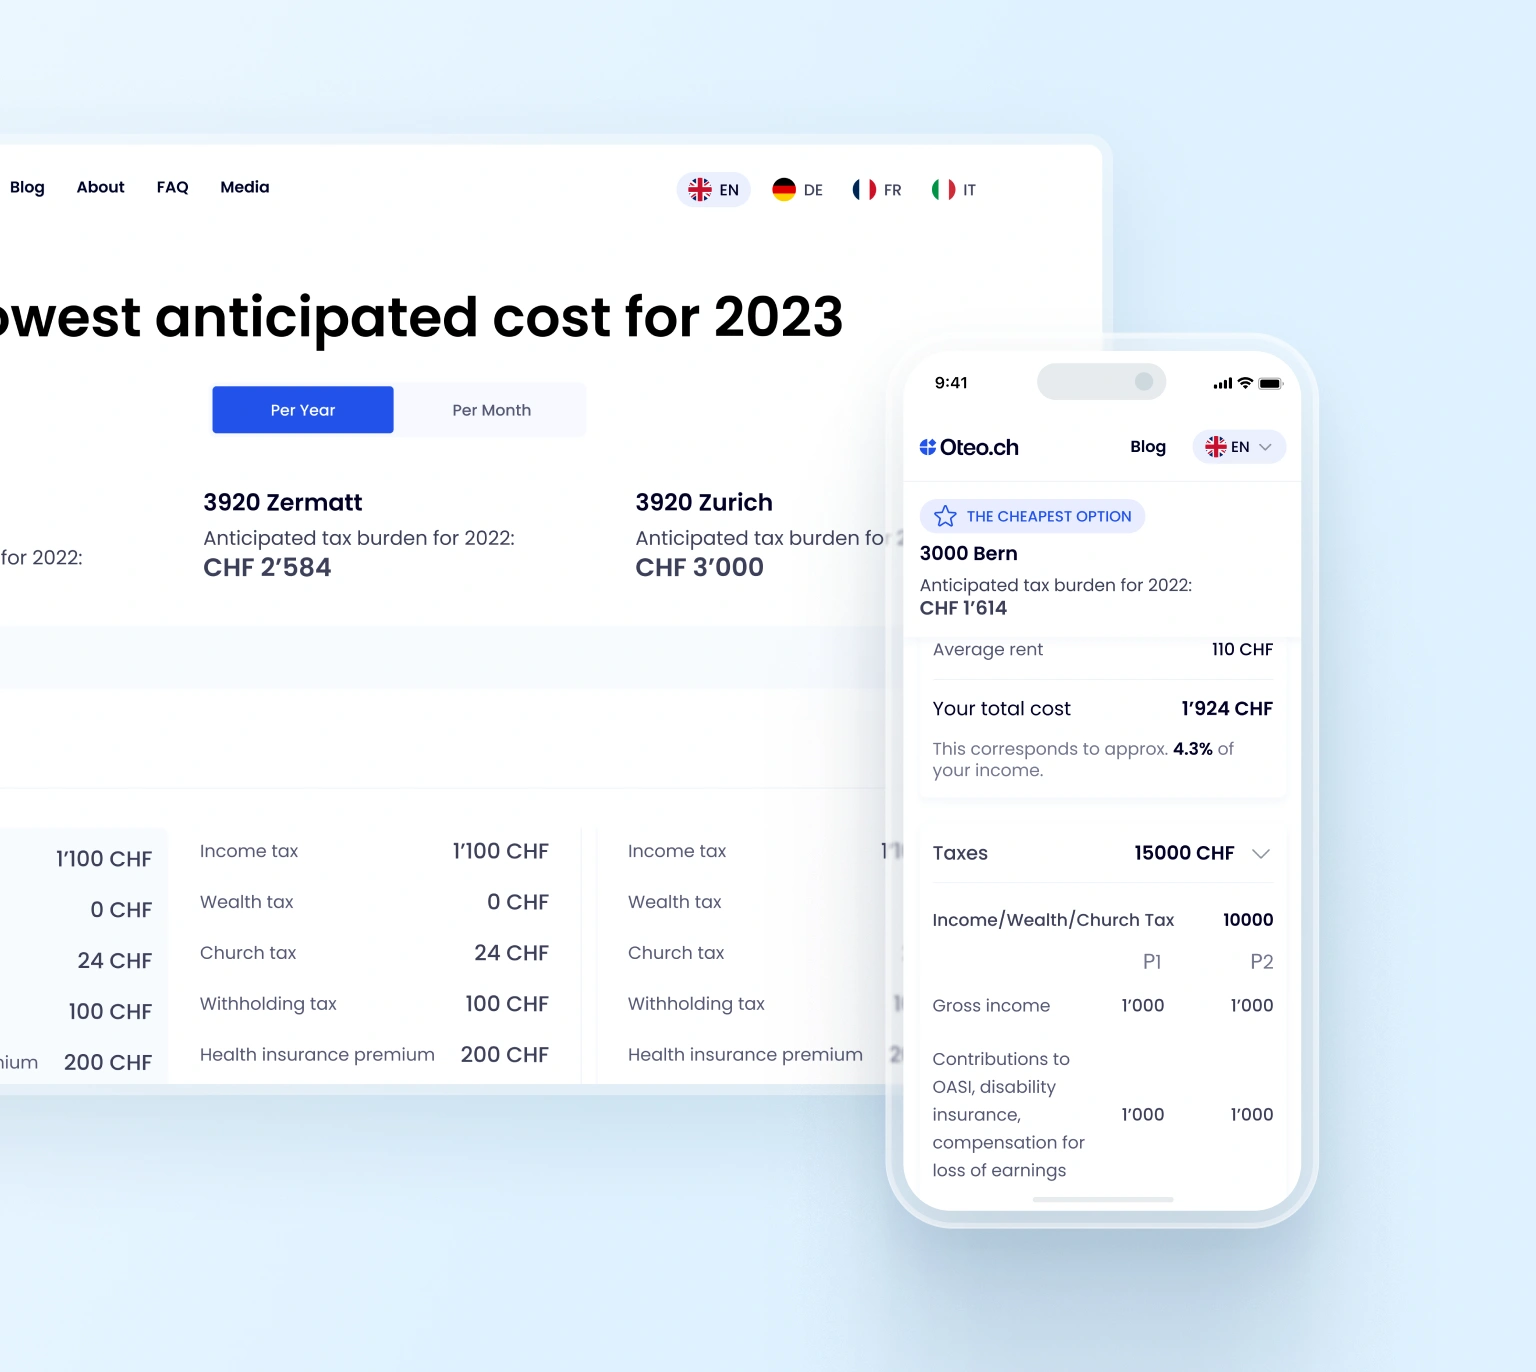 Blog About FAQ Media
EN DE FR IT
owest anticipated cost for 2023
Per Year Per Month
for 2022:
3920 Zermatt
Anticipated tax burden for 2022:
CHF 2’584
3920 Zurich
Anticipated tax burden for
CHF 3’000
1’100 CHF
0 CHF
24 CHF
100 CHF
nium 200 CHF
Income tax 1’100 CHF
Wealth tax 0 CHF
Church tax 24 CHF
Withholding tax 100 CHF
Health insurance premium 200 CHF
Income tax
Wealth tax
Church tax
Withholding tax
Health insurance premium
9:41
Oteo.ch Blog EN
THE CHEAPEST OPTION
3000 Bern
Anticipated tax burden for 2022:
CHF 1’614
Average rent 110 CHF
Your total cost 1’924 CHF
This corresponds to approx. 4.3% of
your income.
Taxes 15000 CHF
Income/Wealth/Church Tax 10000
P1 P2
Gross income 1’000 1’000
Contributions to
OASI, disability
insurance, 1’000 1’000
compensation for
loss of earnings